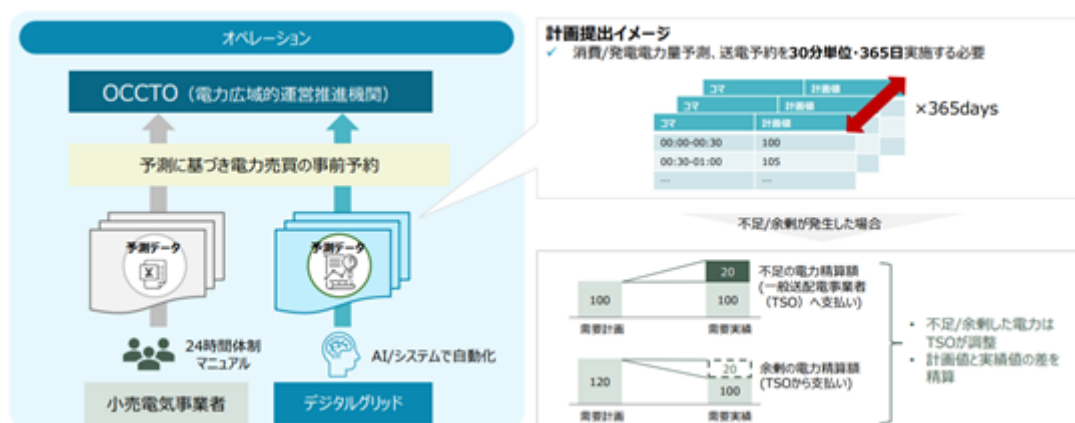 オペレーション
OCCTO（電力広域的運営推進機関）
予測に基づき電力売買の事前予約
予測データ
予測データ
24時間体制
マニュアル
AI/システムで自動化
小売電気事業者
デジタルグリッド
計画提出イメージ
✓ 消費/発電電力量予測、送電予約を30分単位・365日実施する必要
コマ 計画値
コマ 計画値
コマ 計画値
00:00-00:30 100
00:30-01:00 105
... ...
×365days
不足/余剰が発生した場合
20
100
100
需要計画
需要実績
不足の電力精算額
(一般送配電事業者
（TSO）へ支払い)
20
120
100
需要計画
需要実績
余剰の電力精算額
(TSOから支払い)
• 不足/余剰した電力は
TSOが調整
• 計画値と実績値の差を
精算